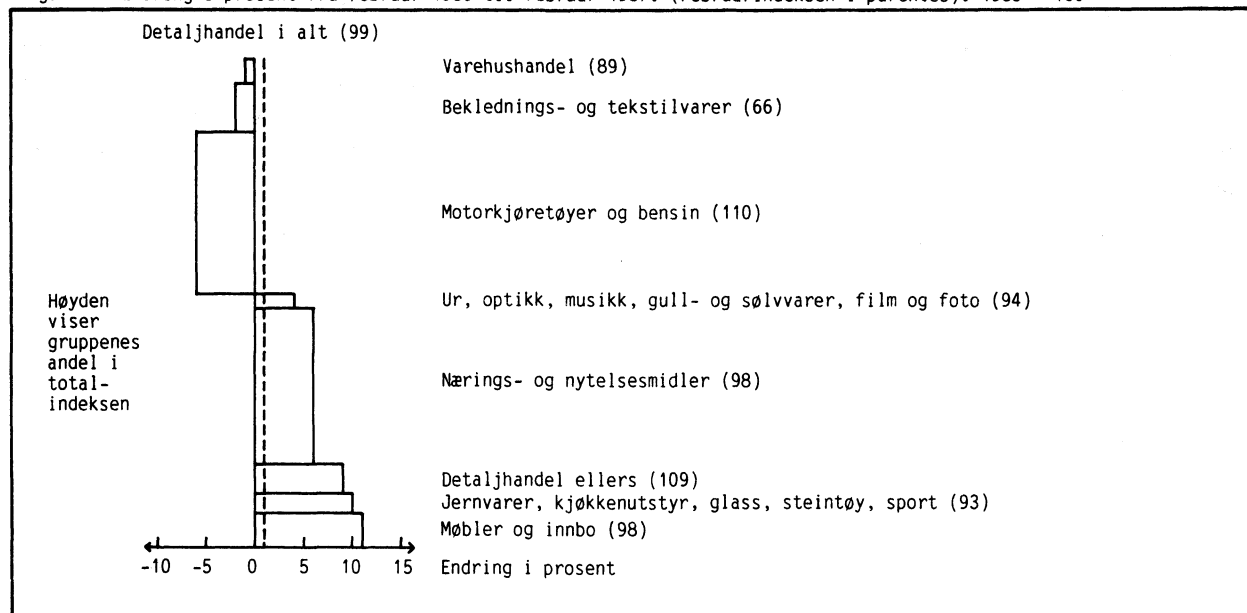 Detaljhandel i alt (99)
Varehushandel (89)
Beklednings- og tekstilvarer (66)
Motorkjøretøyer og bensin (110)
Ur, optikk, musikk, gull- og sølvvarer, film og foto (94)
Høyden
viser
gruppenes
andel i
total-
indeksen
Nærings- og nytelsesmidler (98)
Detaljhandel ellers (109)
Jernvarer, kjøkkenutstyr, glass, steintøy, sport (93)
Møbler og innbo (98)
-10 -5 0 5 10 15 Endring i prosent